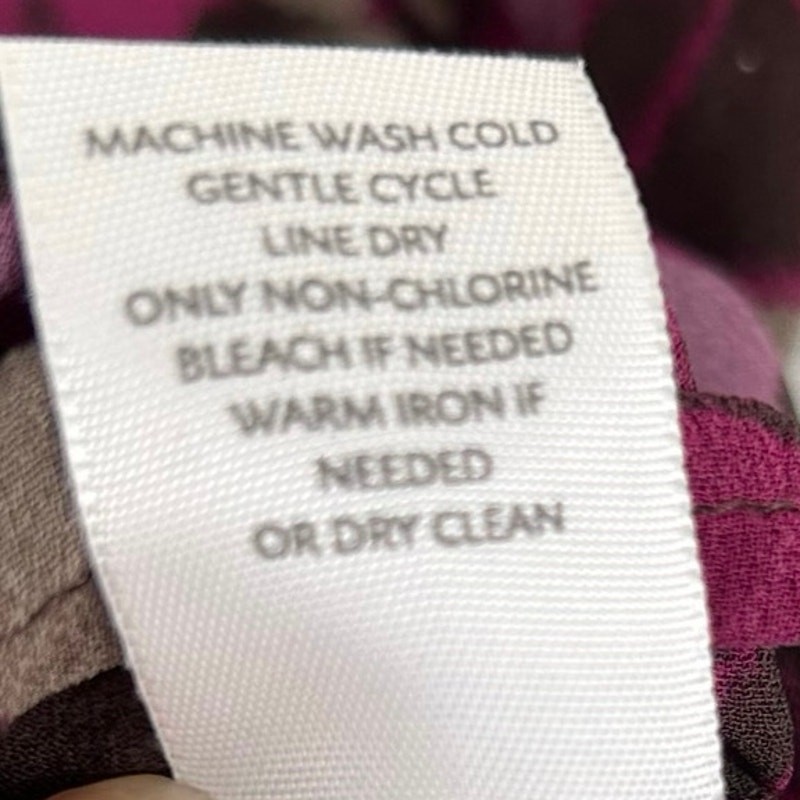 MACHINE WASH COLD
GENTLE CYCLE
LINE DRY
ONLY NON-CHLORINE
BLEACH IF NEEDED
WARM IRON IF
NEEDED
OR DRY CLEAN